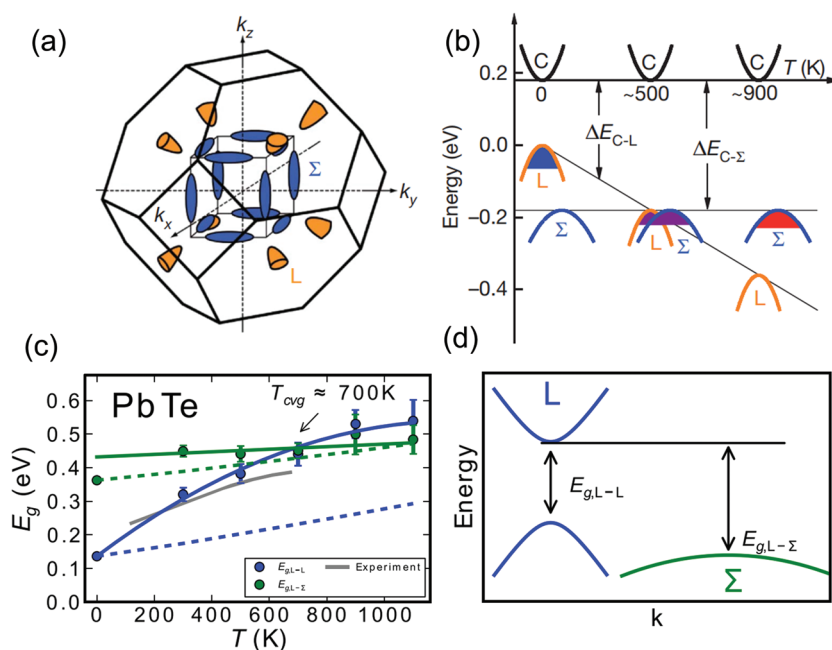 (a)
k_z
Σ
k_y
k_x
L
(b)
C C C T (K)
0.2
0 ~500 ~900
ΔE_C-L
ΔE_C-Σ
0.0
L
Energy (eV)
−0.2
Σ L Σ Σ
L
−0.4
(c)
PbTe
T_cvg ≈ 700K
0.6
0.5
0.4
0.3
0.2
0.1
0.0
E_g (eV)
E_g,L−L Experiment
E_g,L−Σ
0 200 400 600 800 1000
T (K)
(d)
L
Energy
E_g,L−L
E_g,L−Σ
Σ
k